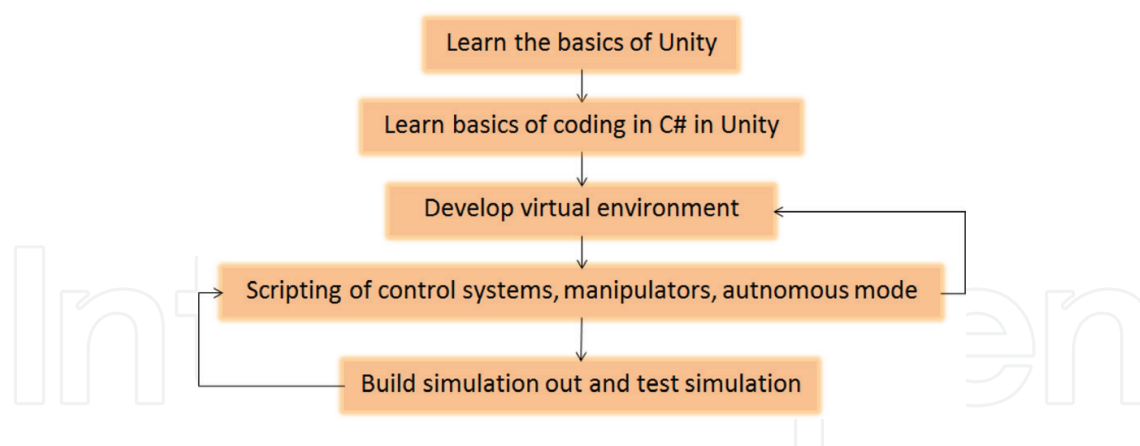 Learn the basics of Unity
Learn basics of coding in C# in Unity
Develop virtual environment
Scripting of control systems, manipulators, autnomous mode
Build simulation out and test simulation